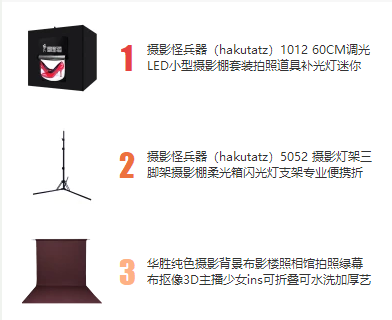 1
摄影怪兵器（hakutatz）1012 60CM调光
LED小型摄影棚套装拍照道具补光灯迷你
2
摄影怪兵器（hakutatz）5052 摄影灯架三
脚架摄影棚柔光箱闪光灯支架专业便携折
3
华胜纯色摄影背景布影楼照相馆拍照绿幕
布抠像3D主播少女ins可折叠可水洗加厚艺